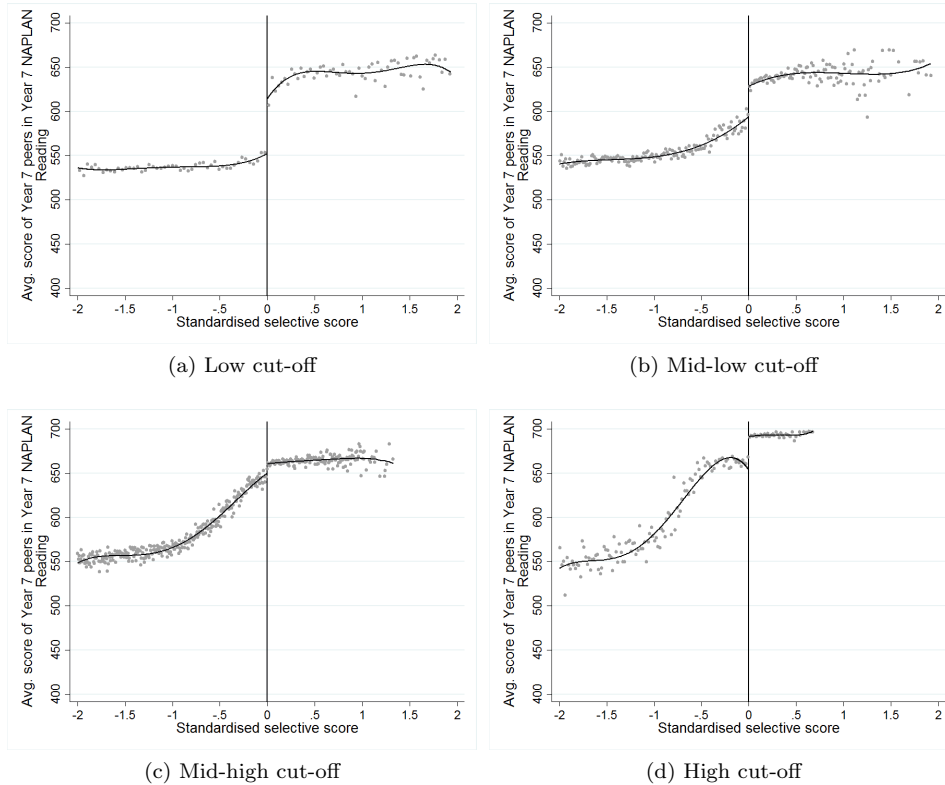 Avg. score of Year 7 peers in Year 7 NAPLAN
Reading
700
650
600
550
500
450
400
-2 -1.5 -1 -.5 0 .5 1 1.5 2
Standardised selective score
(a) Low cut-off
Avg. score of Year 7 peers in Year 7 NAPLAN
Reading
700
650
600
550
500
450
400
-2 -1.5 -1 -.5 0 .5 1 1.5 2
Standardised selective score
(b) Mid-low cut-off
Avg. score of Year 7 peers in Year 7 NAPLAN
Reading
700
650
600
550
500
450
400
-2 -1.5 -1 -.5 0 .5 1 1.5 2
Standardised selective score
(c) Mid-high cut-off
Avg. score of Year 7 peers in Year 7 NAPLAN
Reading
700
650
600
550
500
450
400
-2 -1.5 -1 -.5 0 .5 1 1.5 2
Standardised selective score
(d) High cut-off